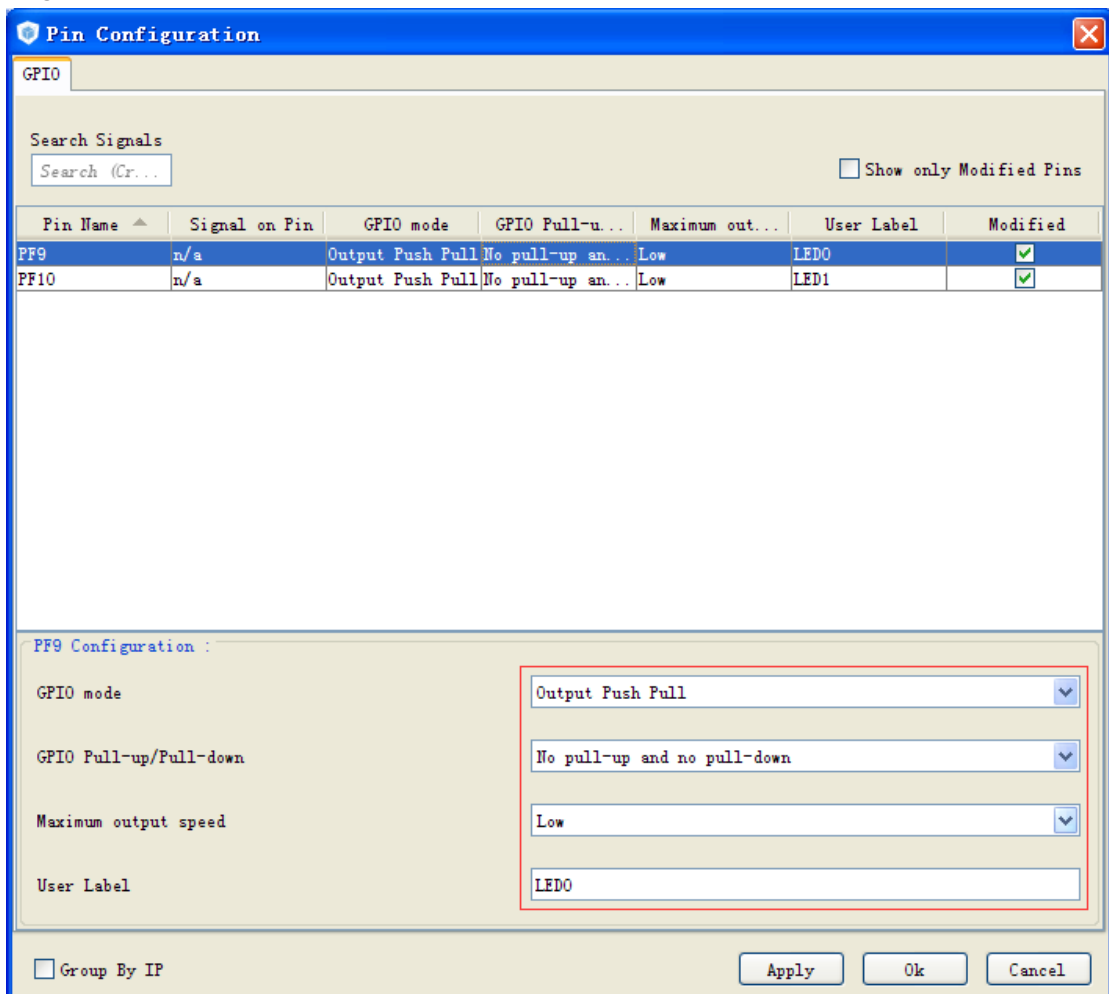 Pin Configuration
GPIO
Search Signals
Search (Cr...
Show only Modified Pins
Pin Name Signal on Pin GPIO mode GPIO Pull-u... Maximum out... User Label Modified
PF9 n/a Output Push Pull No pull-up an... Low LED0
PF10 n/a Output Push Pull No pull-up an... Low LED1
PF9 Configuration :
GPIO mode Output Push Pull
GPIO Pull-up/Pull-down No pull-up and no pull-down
Maximum output speed Low
User Label LED0
Group By IP Apply Ok Cancel